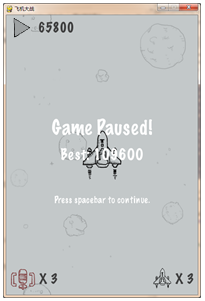 飞机大战
65800
Game Paused!
Best: 109600
Press spacebar to continue.
X 3
X 3